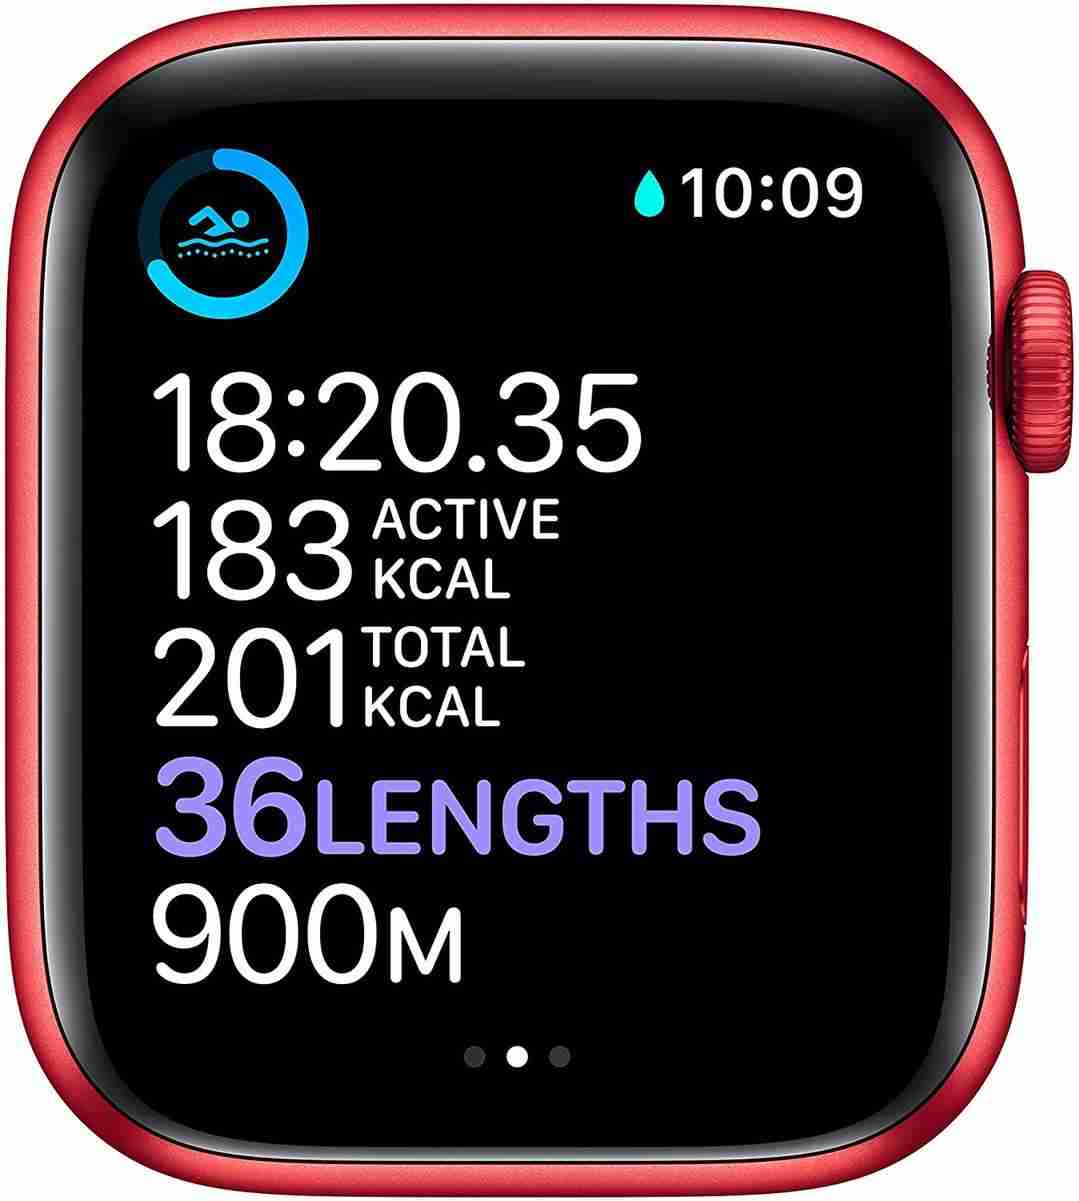 10:09
18:20.35
183 ACTIVE KCAL
201 TOTAL KCAL
36LENGTHS
900M